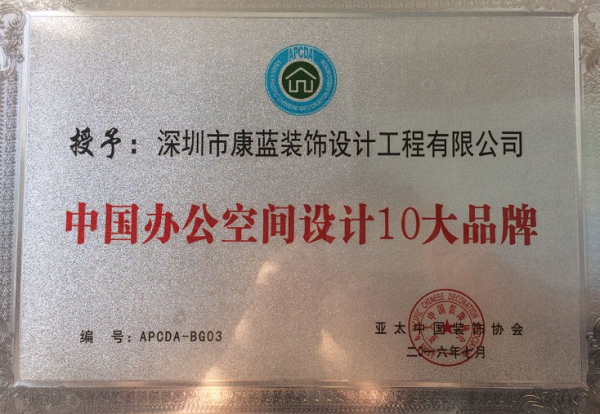 APCDA
授予：深圳市康蓝装饰设计工程有限公司
中国办公空间设计10大品牌
编 号：APCDA-BG03
亚太中国装饰协会
二〇一六年七月